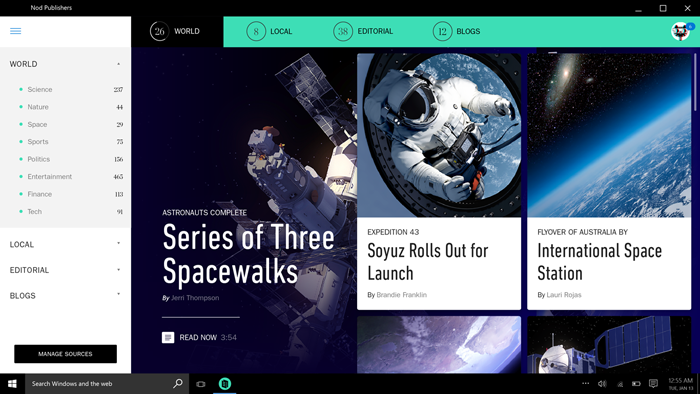 Nod Publishers
26 WORLD
8 LOCAL
38 EDITORIAL
12 BLOGS
WORLD
Science 237
Nature 44
Space 29
Sports 75
Politics 156
Entertainment 463
Finance 113
Tech 91
LOCAL
EDITORIAL
BLOGS
MANAGE SOURCES
ASTRONAUTS COMPLETE
Series of Three
Spacewalks
By Jerri Thompson
READ NOW 3:54
EXPEDITION 43
Soyuz Rolls Out for
Launch
By Brandie Franklin
FLYOVER OF AUSTRALIA BY
International Space
Station
By Lauri Rojas
Search Windows and the web
12:55 AM
TUE, JAN 13